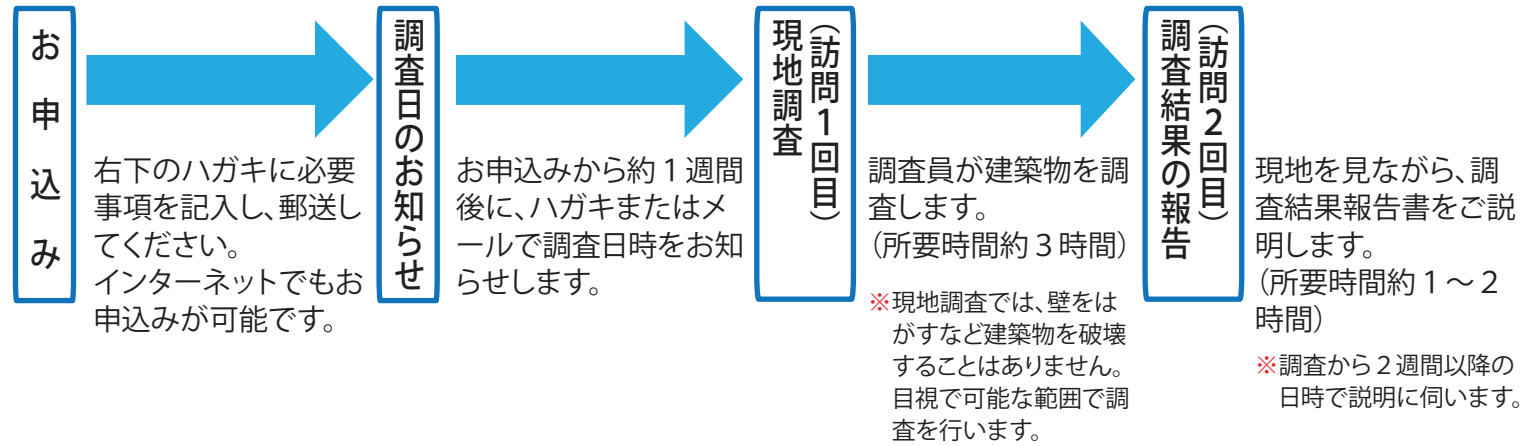 お申込み
右下のハガキに必要
事項を記入し、郵送し
てください。
インターネットでもお
申込みが可能です。
調査日のお知らせ
お申込みから約１週間
後に、ハガキまたはメ
ールで調査日時をお知
らせします。
（訪問１回目）
現地調査
調査員が建築物を調
査します。
（所要時間約３時間）
※現地調査では、壁をは
がすなど建築物を破壊
することはありません。
目視で可能な範囲で調
査を行います。
（訪問２回目）
調査結果の報告
現地を見ながら、調
査結果報告書をご説
明します。
（所要時間約１～２
時間）
※調査から２週間以降の
日時で説明に伺います。